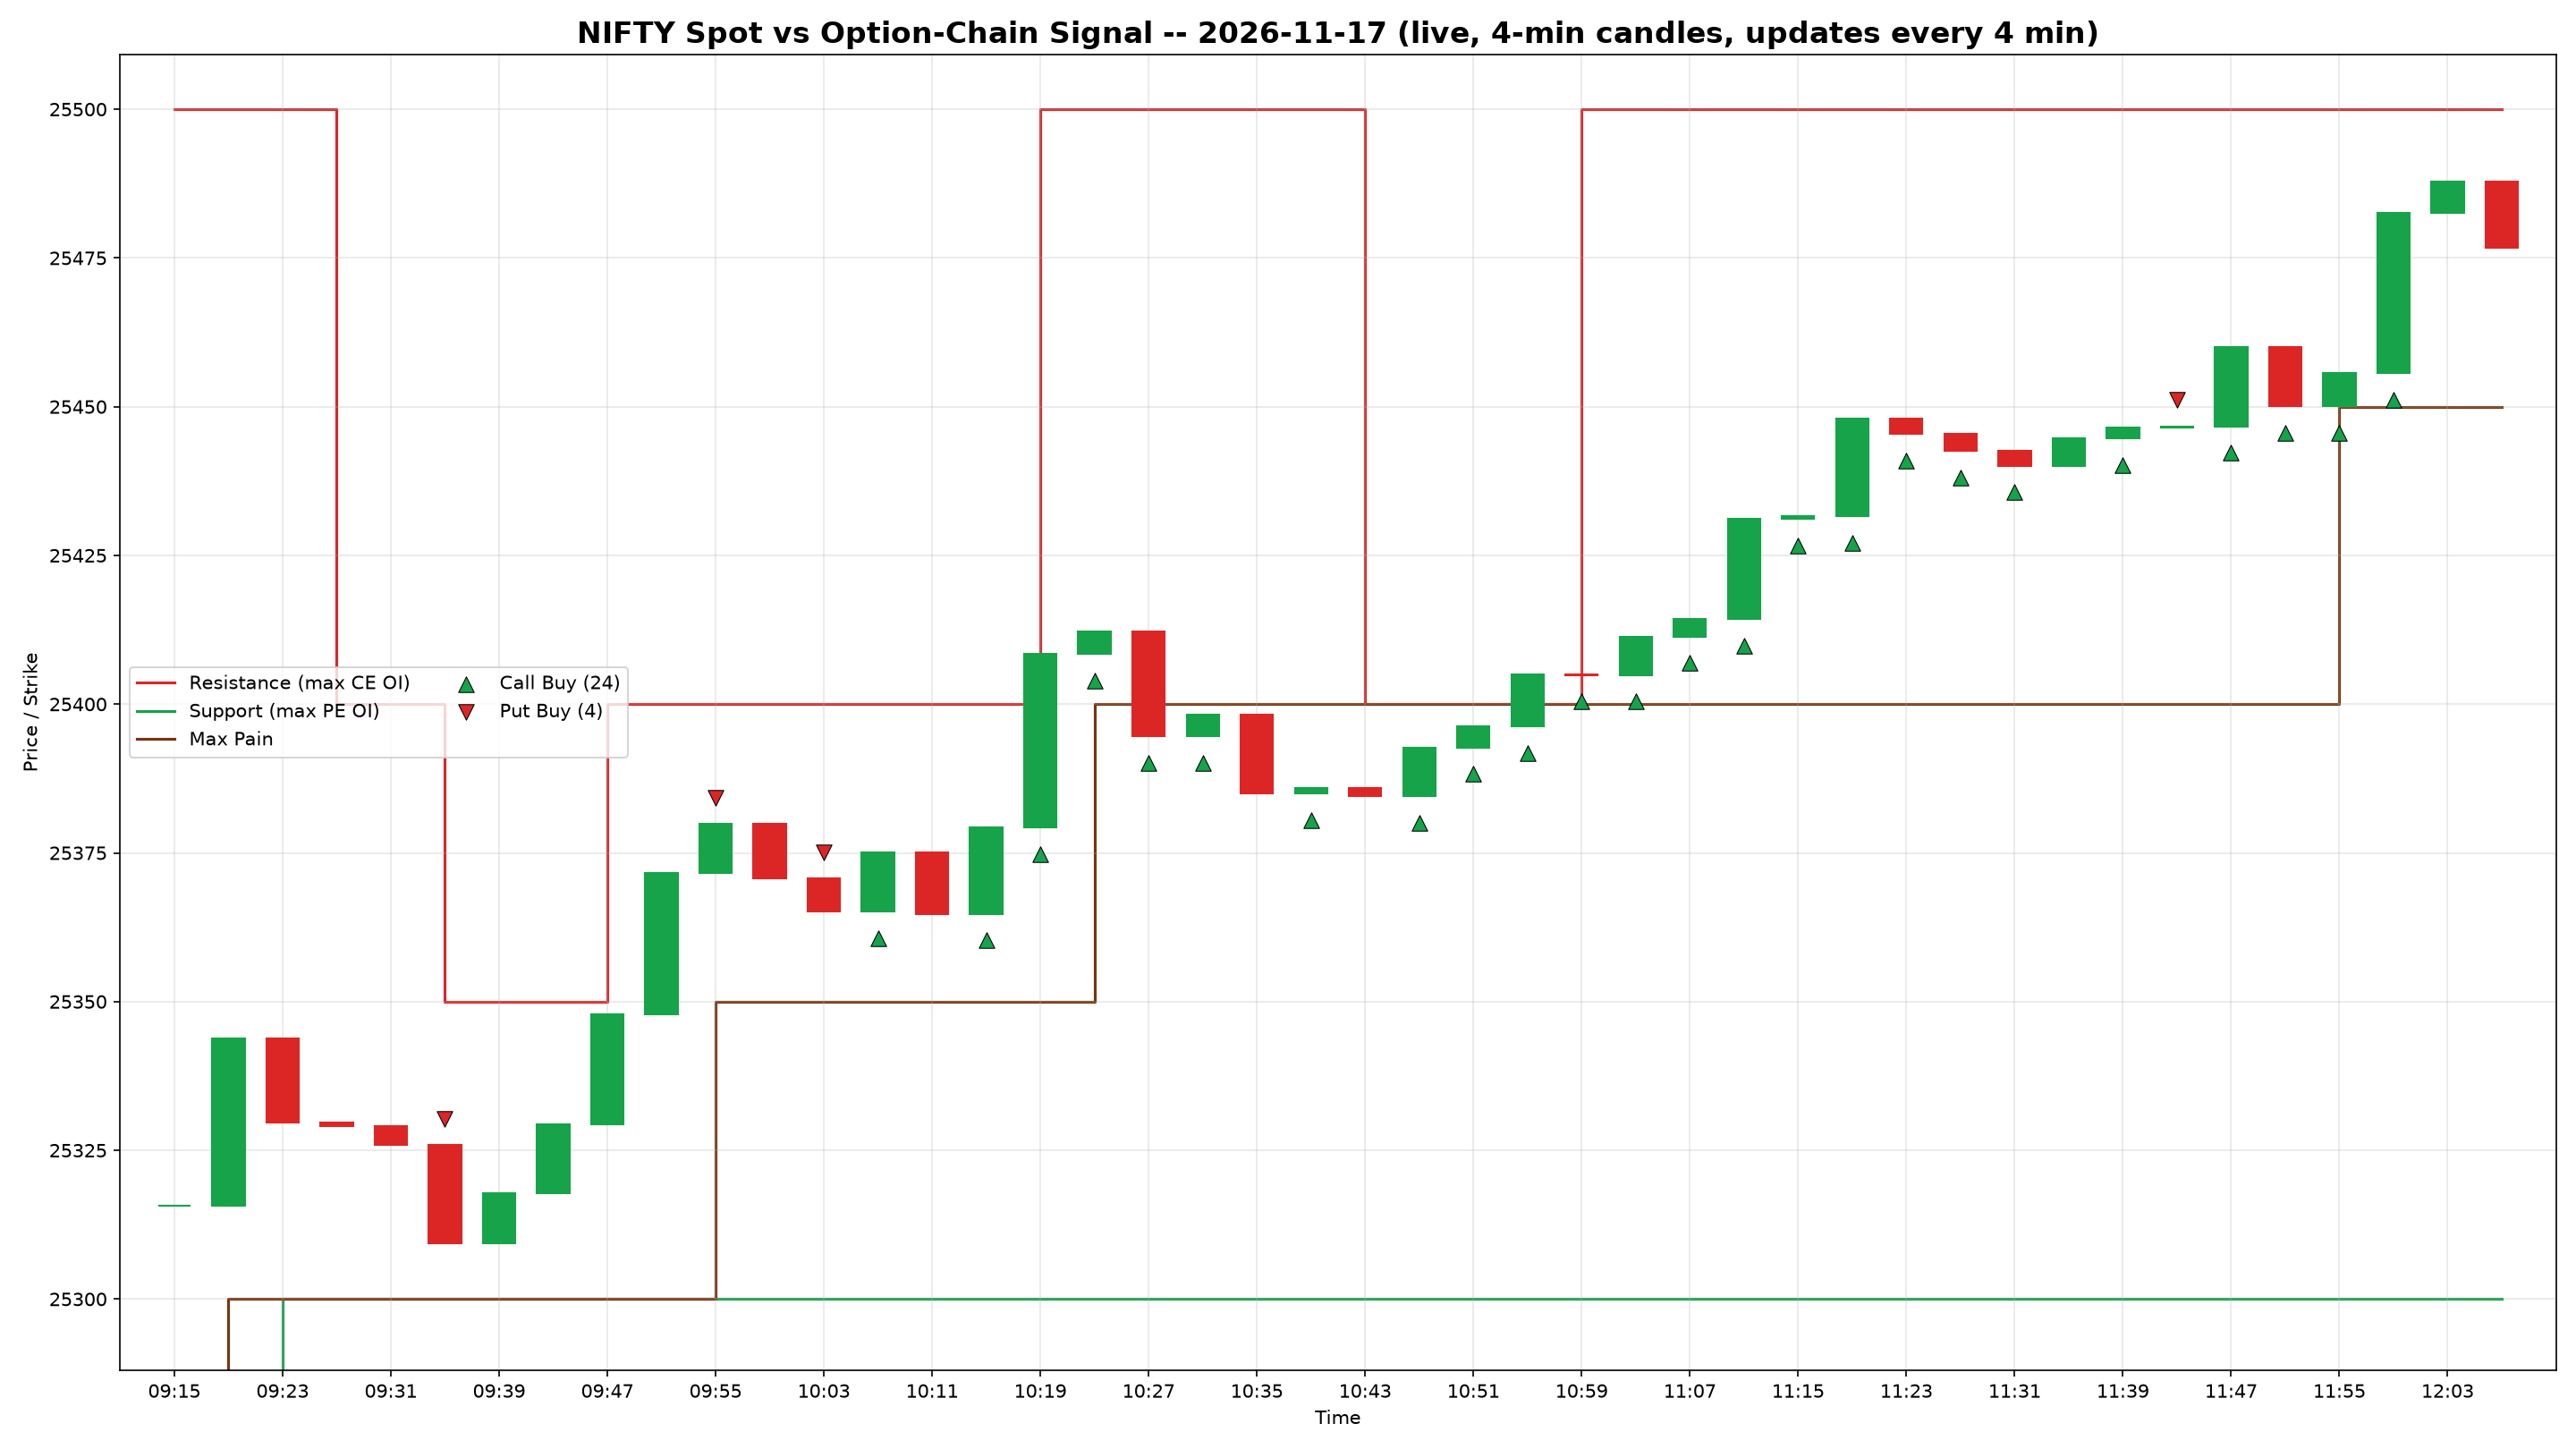 NIFTY Spot vs Option-Chain Signal -- 2026-11-17 (live, 4-min candles, updates every 4 min)
Price / Strike
25500
25475
25450
25425
25400
25375
25350
25325
25300
Resistance (max CE OI)
Support (max PE OI)
Max Pain
Call Buy (24)
Put Buy (4)
09:15 09:23 09:31 09:39 09:47 09:55 10:03 10:11 10:19 10:27 10:35 10:43 10:51 10:59 11:07 11:15 11:23 11:31 11:39 11:47 11:55 12:03
Time